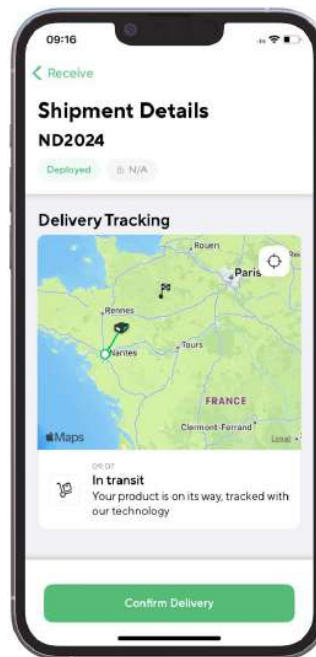 09:16
Receive
Shipment Details
ND2024
Deployed
N/A
Delivery Tracking
Rouen
Paris
Rennes
Nantes
Tours
FRANCE
Clermont-Ferrand
Maps
09:07
In transit
Your product is on its way, tracked with
our technology
Confirm Delivery